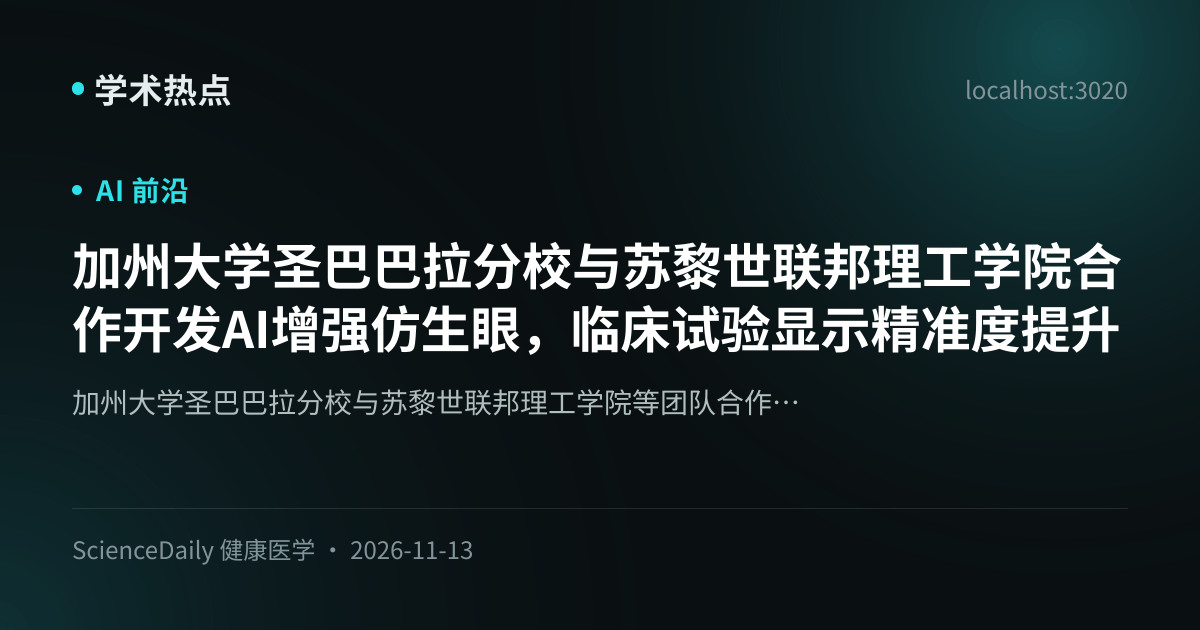 学术热点
localhost:3020
AI 前沿
加州大学圣巴巴拉分校与苏黎世联邦理工学院合
作开发AI增强仿生眼，临床试验显示精准度提升
加州大学圣巴巴拉分校与苏黎世联邦理工学院等团队合作…
ScienceDaily 健康医学 • 2026-11-13